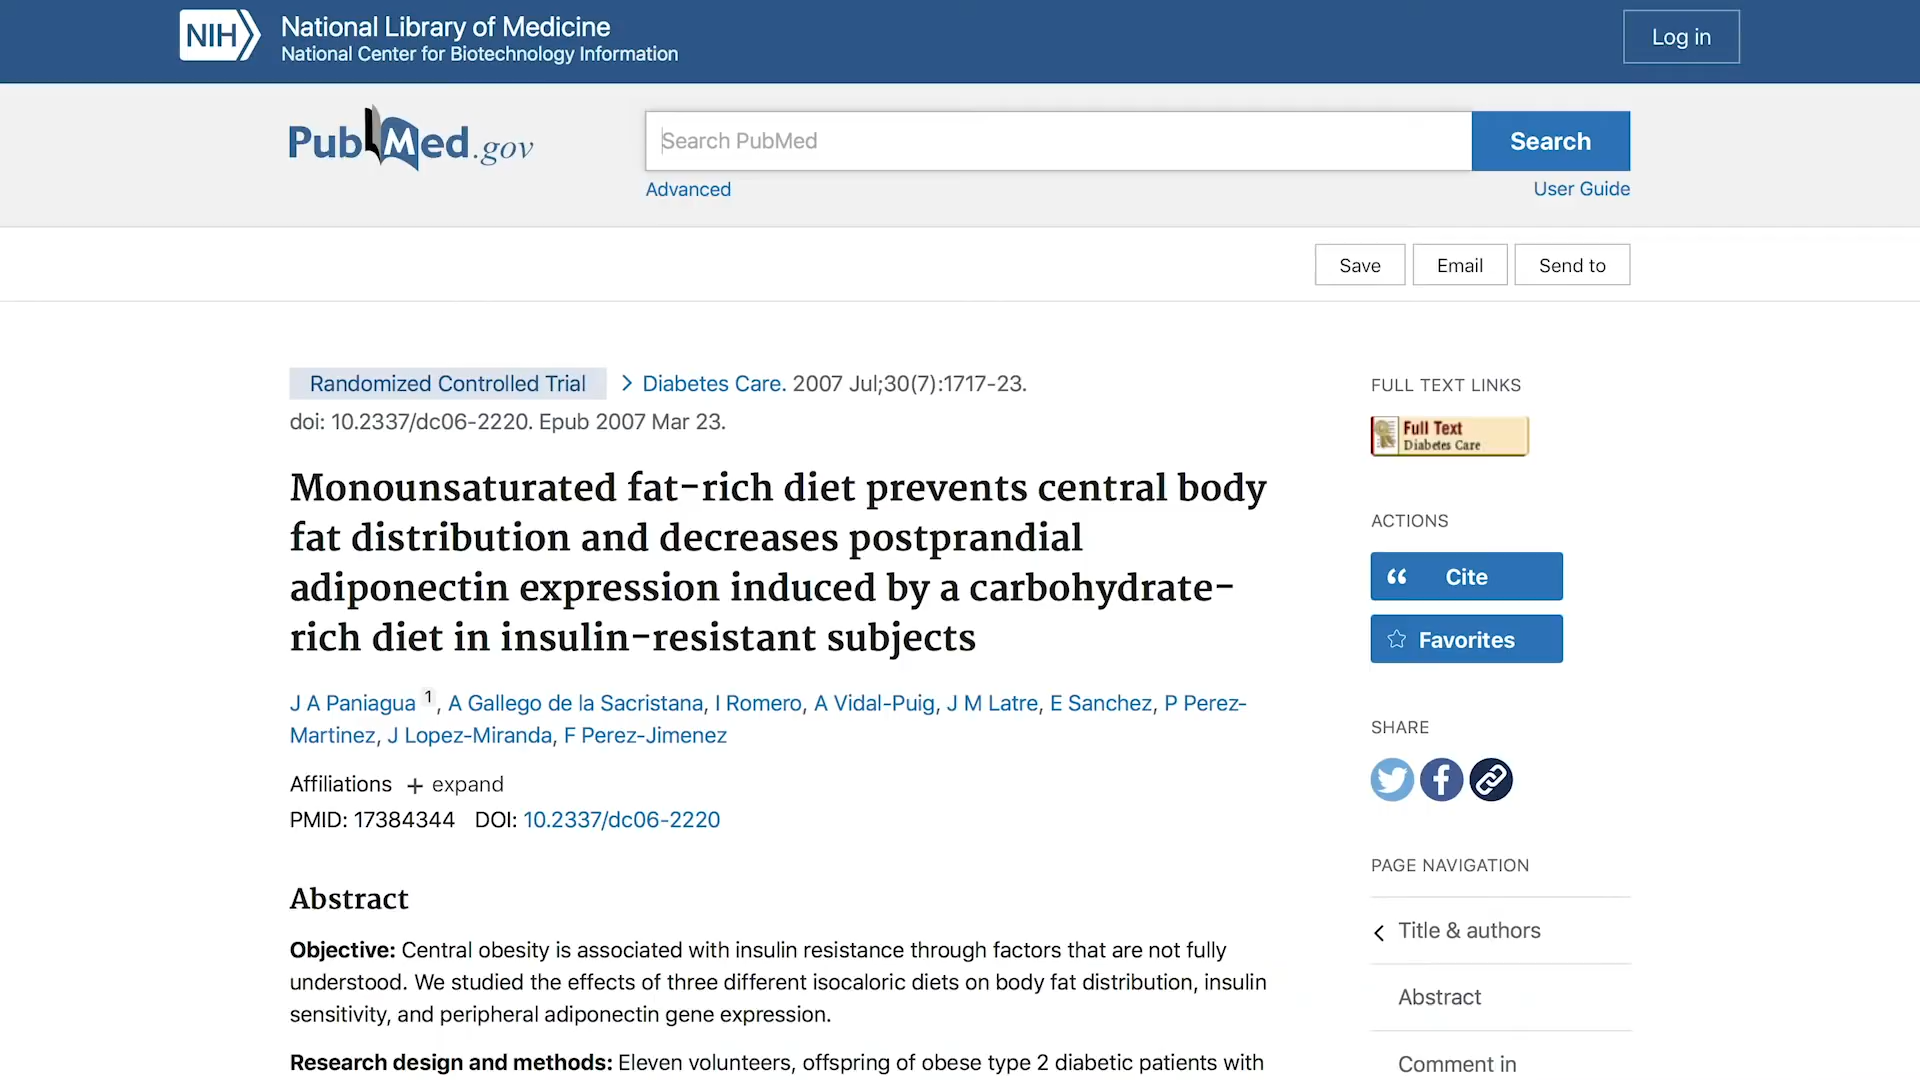 NIH National Library of Medicine
National Center for Biotechnology Information
Log in
PubMed.gov
Search PubMed
Search
Advanced
User Guide
Save
Email
Send to
Randomized Controlled Trial > Diabetes Care. 2007 Jul;30(7):1717-23.
doi: 10.2337/dc06-2220. Epub 2007 Mar 23.
Monounsaturated fat-rich diet prevents central body
fat distribution and decreases postprandial
adiponectin expression induced by a carbohydrate-
rich diet in insulin-resistant subjects
J A Paniagua 1, A Gallego de la Sacristana, I Romero, A Vidal-Puig, J M Latre, E Sanchez, P Perez-
Martinez, J Lopez-Miranda, F Perez-Jimenez
Affiliations + expand
PMID: 17384344 DOI: 10.2337/dc06-2220
Abstract
Objective: Central obesity is associated with insulin resistance through factors that are not fully
understood. We studied the effects of three different isocaloric diets on body fat distribution, insulin
sensitivity, and peripheral adiponectin gene expression.
Research design and methods: Eleven volunteers, offspring of obese type 2 diabetic patients with
FULL TEXT LINKS
Full Text
Diabetes Care
ACTIONS
Cite
Favorites
SHARE
PAGE NAVIGATION
Title & authors
Abstract
Comment in